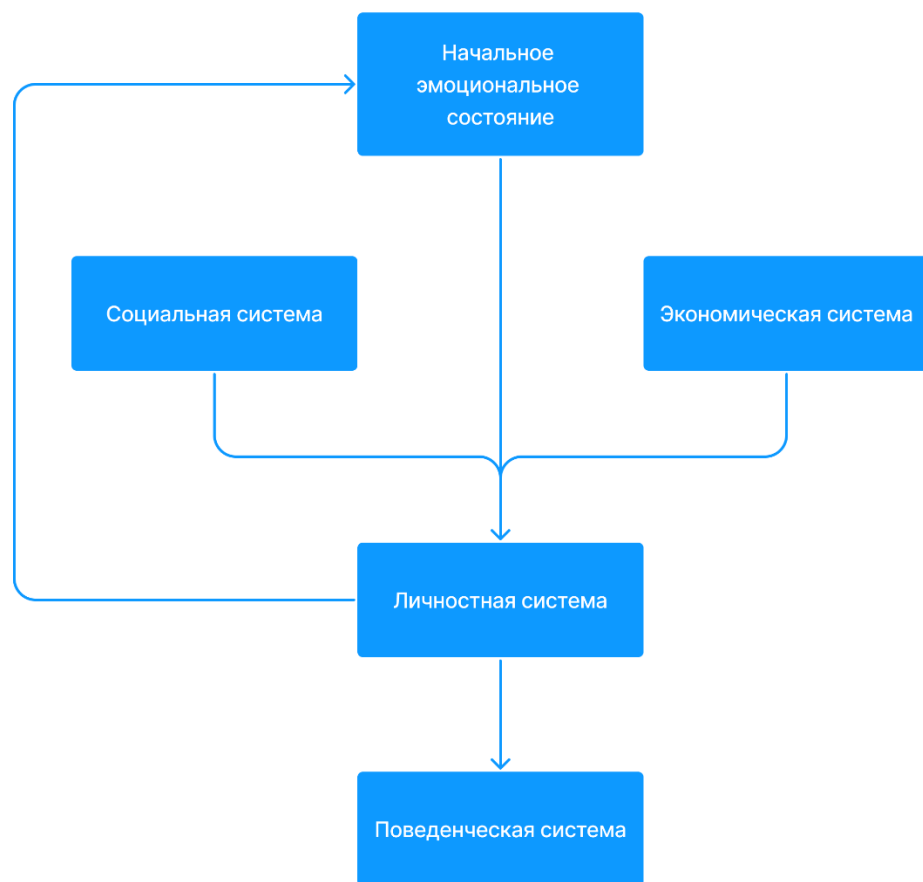 Начальное
эмоциональное
состояние
Социальная система
Экономическая система
Личностная система
Поведенческая система